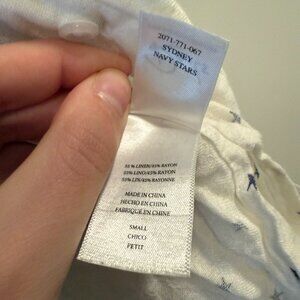 2071-771-067
SYDNEY
NAVY STARS
55 % LINEN/45% RAYON
55% LINO/45% RAYON
55% LIN/45% RAYONNE
MADE IN CHINA
HECHO EN CHINA
FABRIQUÉ EN CHINE
SMALL
CHICO
PETIT